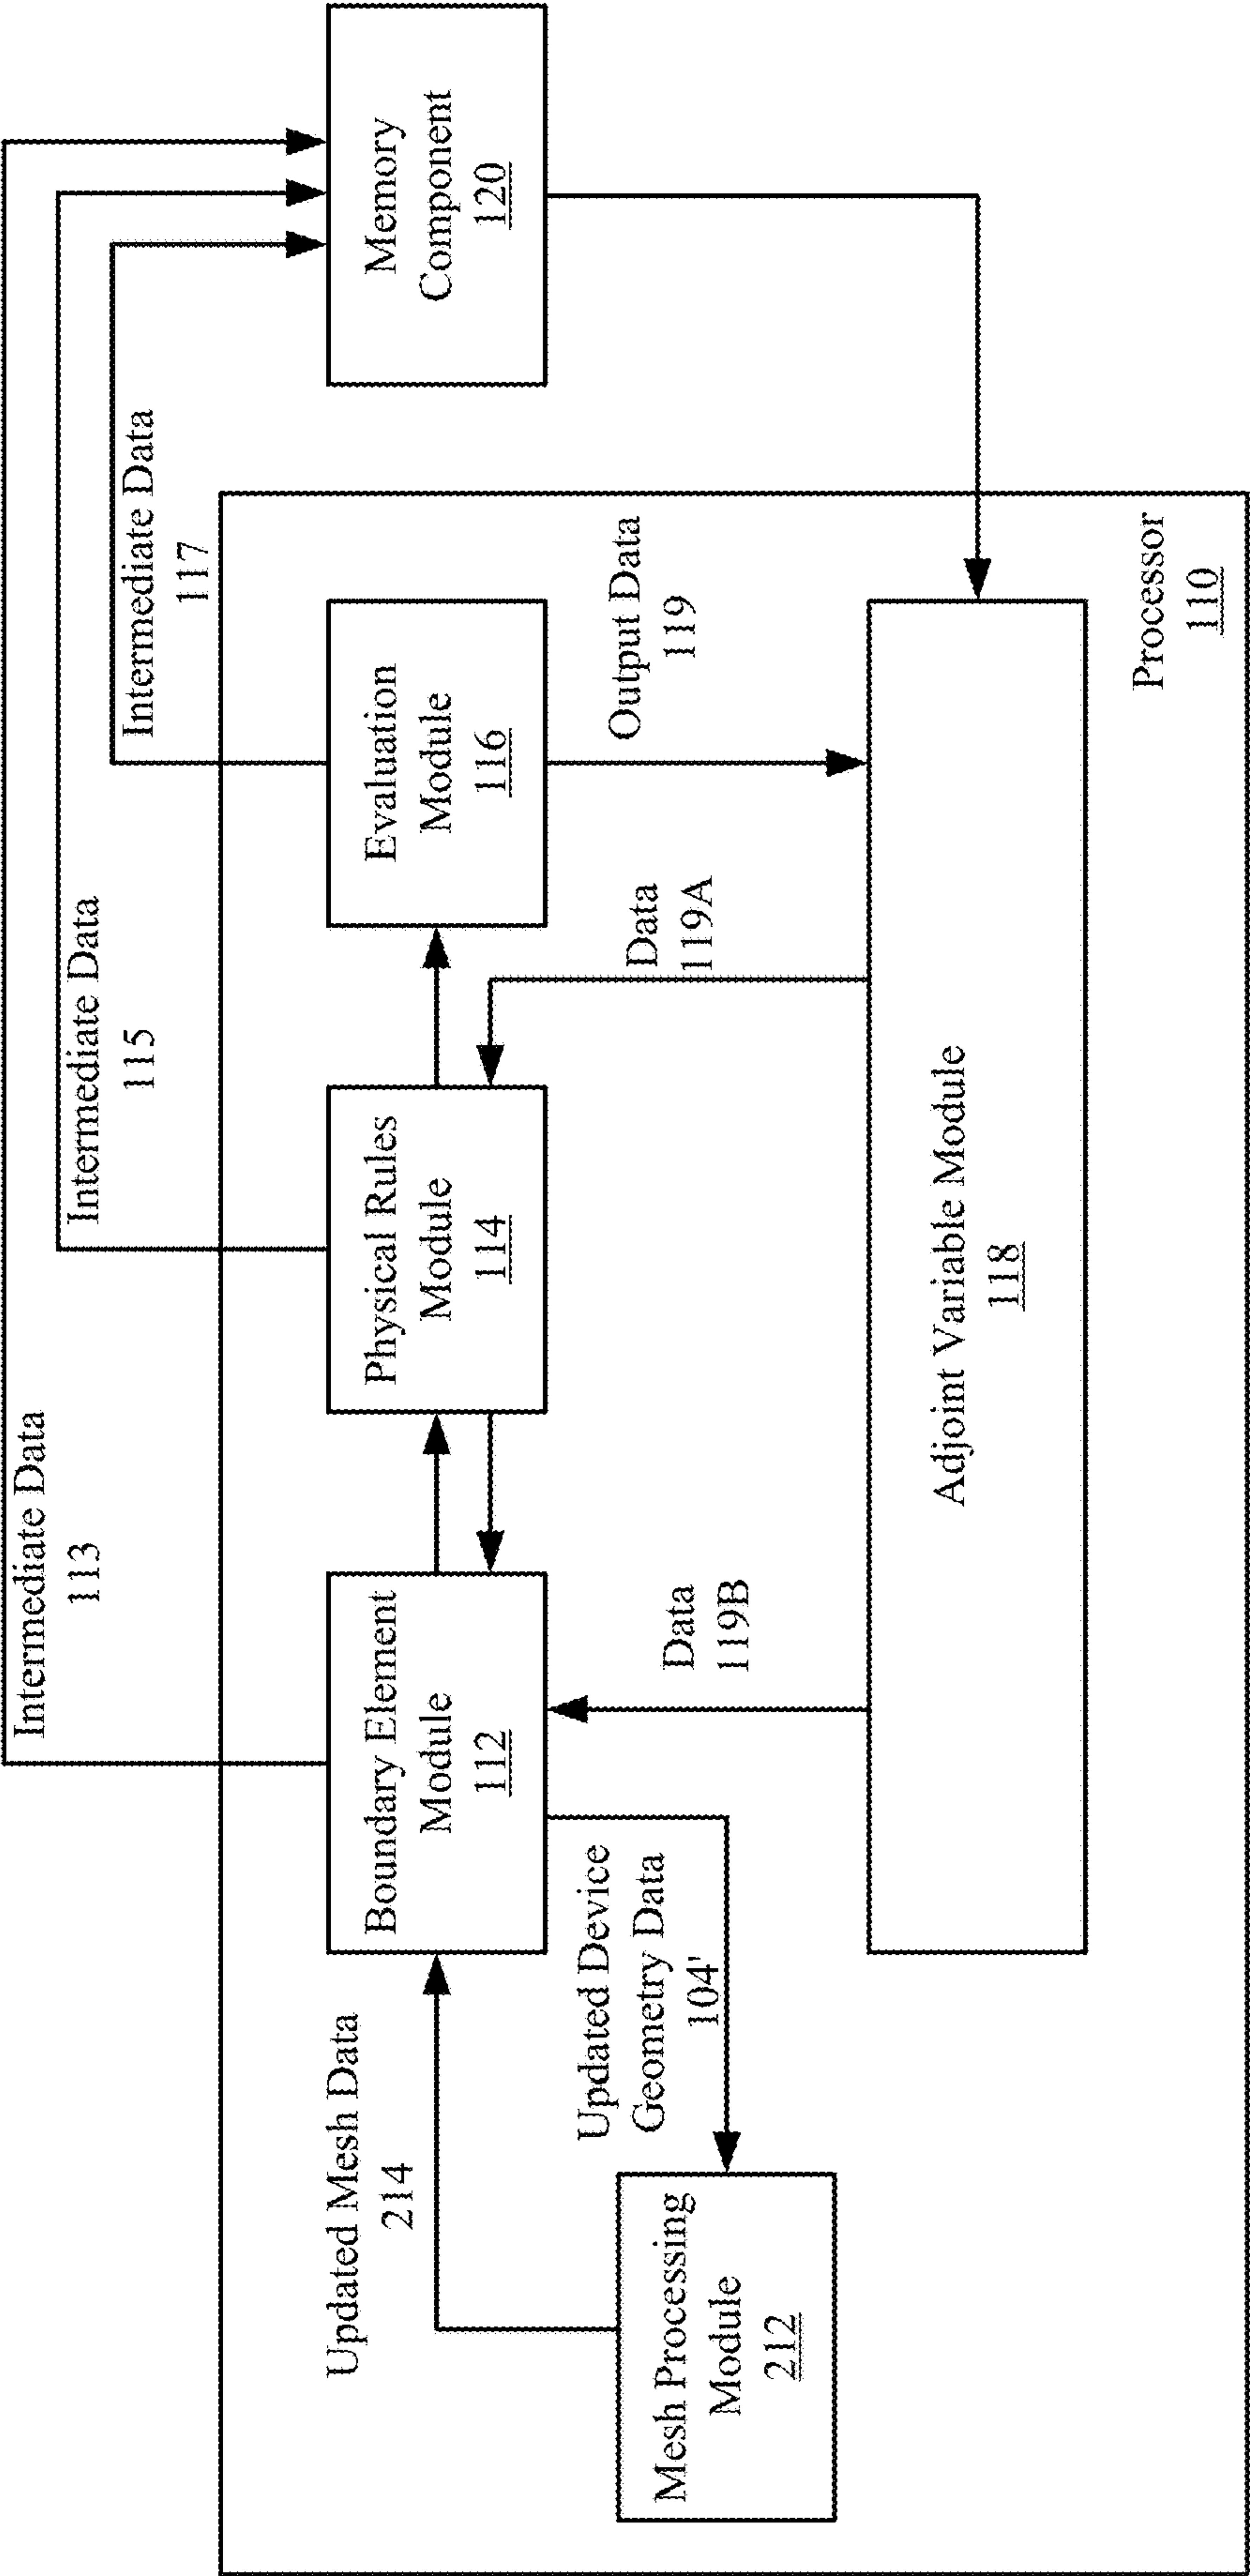 Intermediate Data
113
Intermediate Data
115
Intermediate Data
117
Updated Mesh Data
214
Boundary Element
Module
112
Physical Rules
Module
114
Evaluation
Module
116
Memory
Component
120
Mesh Processing
Module
212
Updated Device
Geometry Data
104'
Data
119B
Data
119A
Output Data
119
Adjoint Variable Module
118
Processor
110